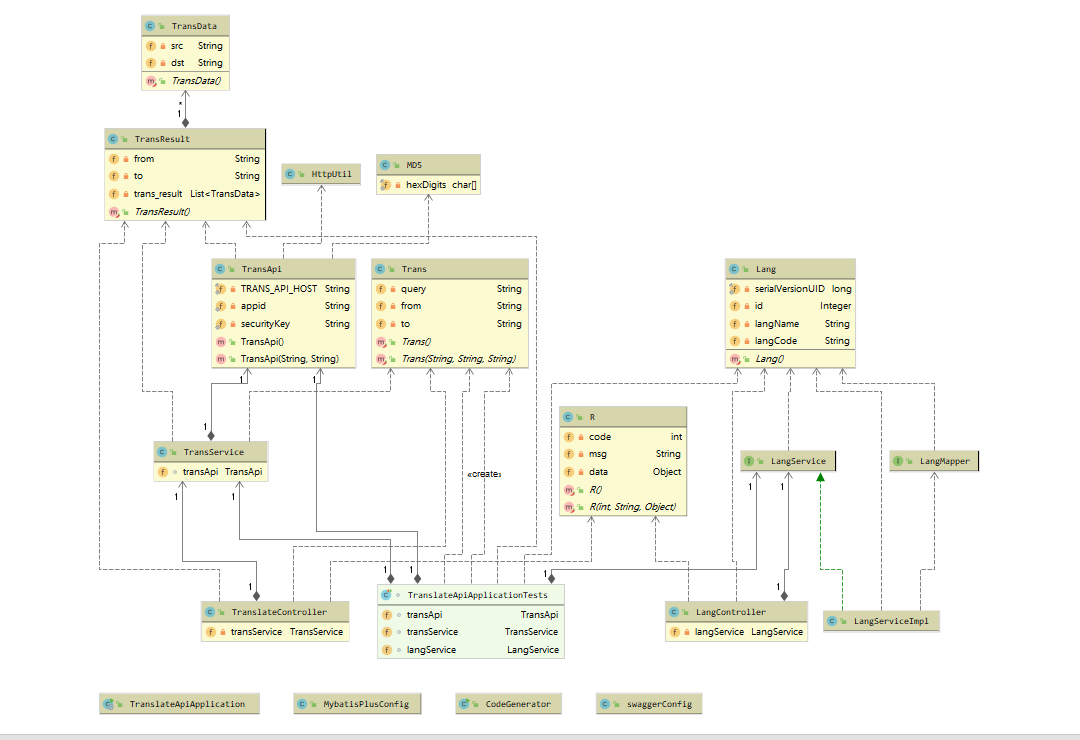 TransData
src String
dst String
TransData()
*
1
TransResult
from String
to String
trans_result List<TransData>
TransResult()
HttpUtil
MD5
hexDigits char[]
TransApi
TRANS_API_HOST String
appid String
securityKey String
TransApi()
TransApi(String, String)
Trans
query String
from String
to String
Trans()
Trans(String, String, String)
Lang
serialVersionUID long
id Integer
langName String
langCode String
Lang()
1
1
1
R
code int
msg String
data Object
R()
R(int, String, Object)
TransService
transApi TransApi
«create»
LangService
LangMapper
1
1
1
1
1
1
1
1
1
TranslateController
transService TransService
TranslateApiApplicationTests
transApi TransApi
transService TransService
langService LangService
LangController
langService LangService
LangServiceImpl
TranslateApiApplication
MybatisPlusConfig
CodeGenerator
swaggerConfig